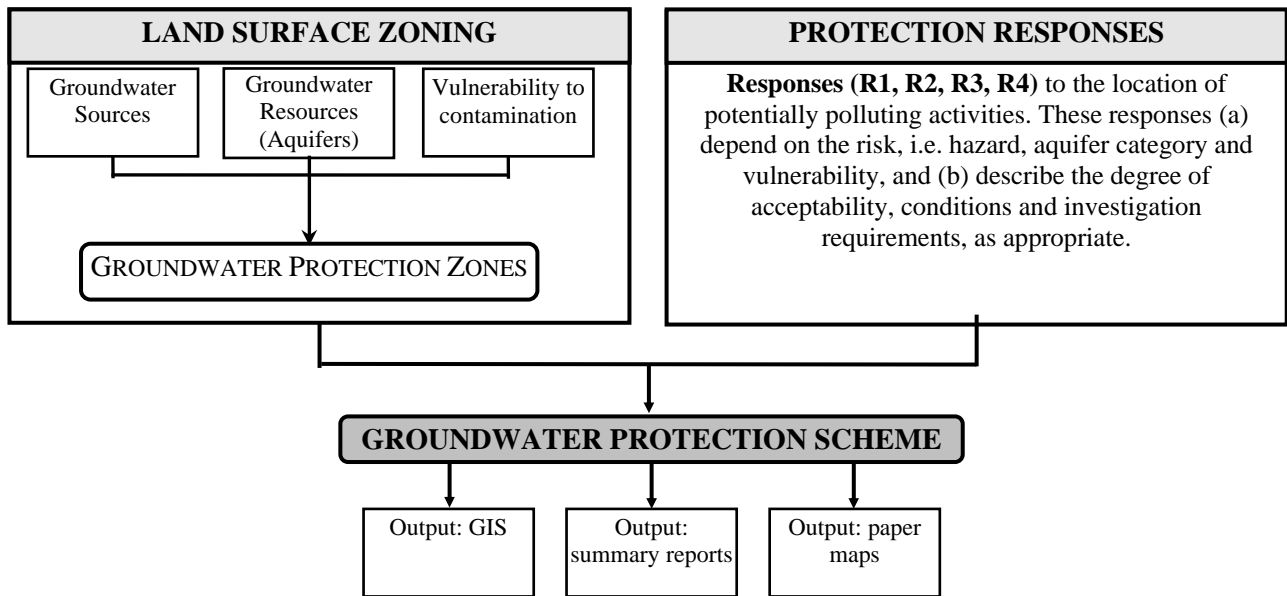 LAND SURFACE ZONING
Groundwater
Sources
Groundwater
Resources
(Aquifers)
Vulnerability to
contamination
GROUNDWATER PROTECTION ZONES
PROTECTION RESPONSES
Responses (R1, R2, R3, R4) to the location of
potentially polluting activities. These responses (a)
depend on the risk, i.e. hazard, aquifer category and
vulnerability, and (b) describe the degree of
acceptability, conditions and investigation
requirements, as appropriate.
GROUNDWATER PROTECTION SCHEME
Output: GIS
Output:
summary reports
Output: paper
maps